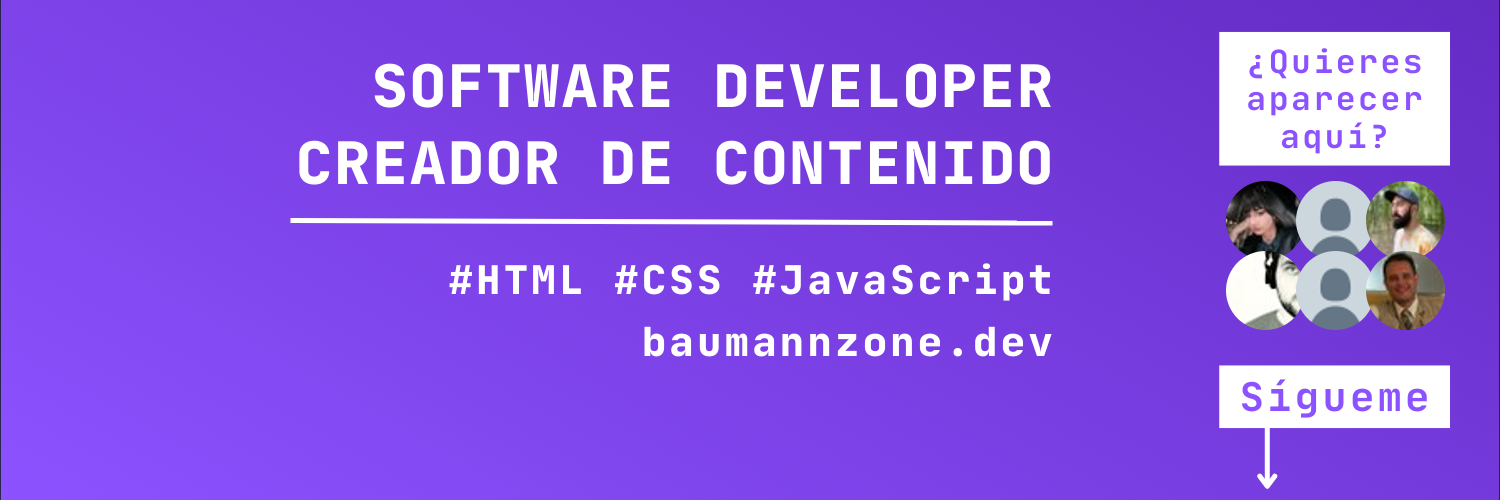 SOFTWARE DEVELOPER
CREADOR DE CONTENIDO
#HTML #CSS #JavaScript
baumannzone.dev
¿Quieres
aparecer
aquí?
Sígueme